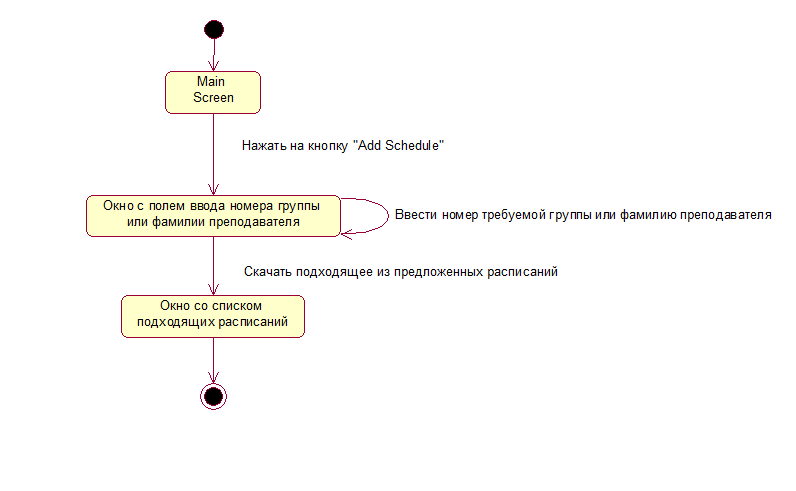 Main
Screen
Нажать на кнопку "Add Schedule"
Окно с полем ввода номера группы
или фамилии преподавателя
Ввести номер требуемой группы или фамилию преподавателя
Скачать подходящее из предложенных расписаний
Окно со списком
подходящих расписаний